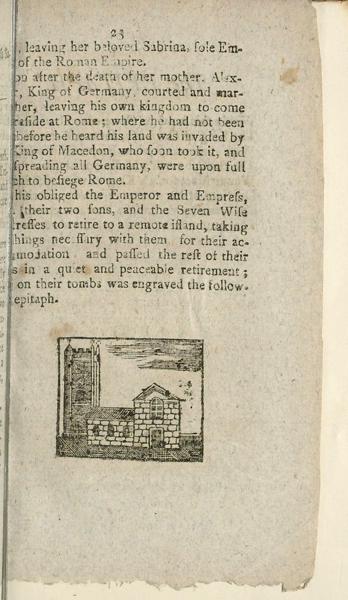 23
, leaving her beloved Sabrina, ſole Em-
of the Roman Empire.
after the death of her mother. Alex-
, King of Germany, courted and mar-
her, leaving his own kingdom to come
reſide at Rome; where he had not been
before he heard his land was invaded by
King of Macedon, who ſoon took it, and
ſpreading all Germany, were upon full
to beſiege Rome.
his obliged the Emperor and Empreſs,
their two ſons, and the Seven Wiſe
treſſes to retire to a remote iſland, taking
hings nec ſſary with them for their ac-
modation and paſſed the reſt of their
s in a quiet and peaceable retirement;
on their tombs was engraved the follow-
epitaph.